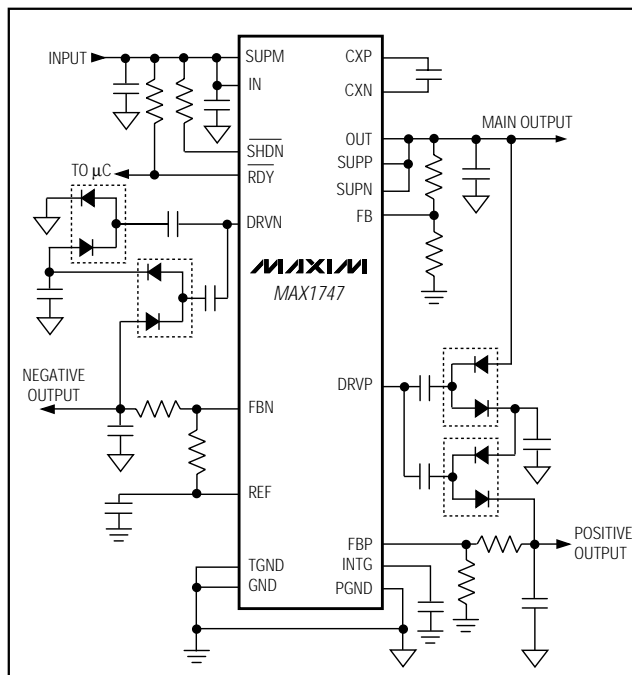 INPUT
SUPM
IN
SHDN
RDY
TO μC
DRVN
MAXIM
MAX1747
NEGATIVE
OUTPUT
FBN
REF
TGND
GND
CXP
CXN
OUT
MAIN OUTPUT
SUPP
SUPN
FB
DRVP
FBP
POSITIVE
OUTPUT
INTG
PGND